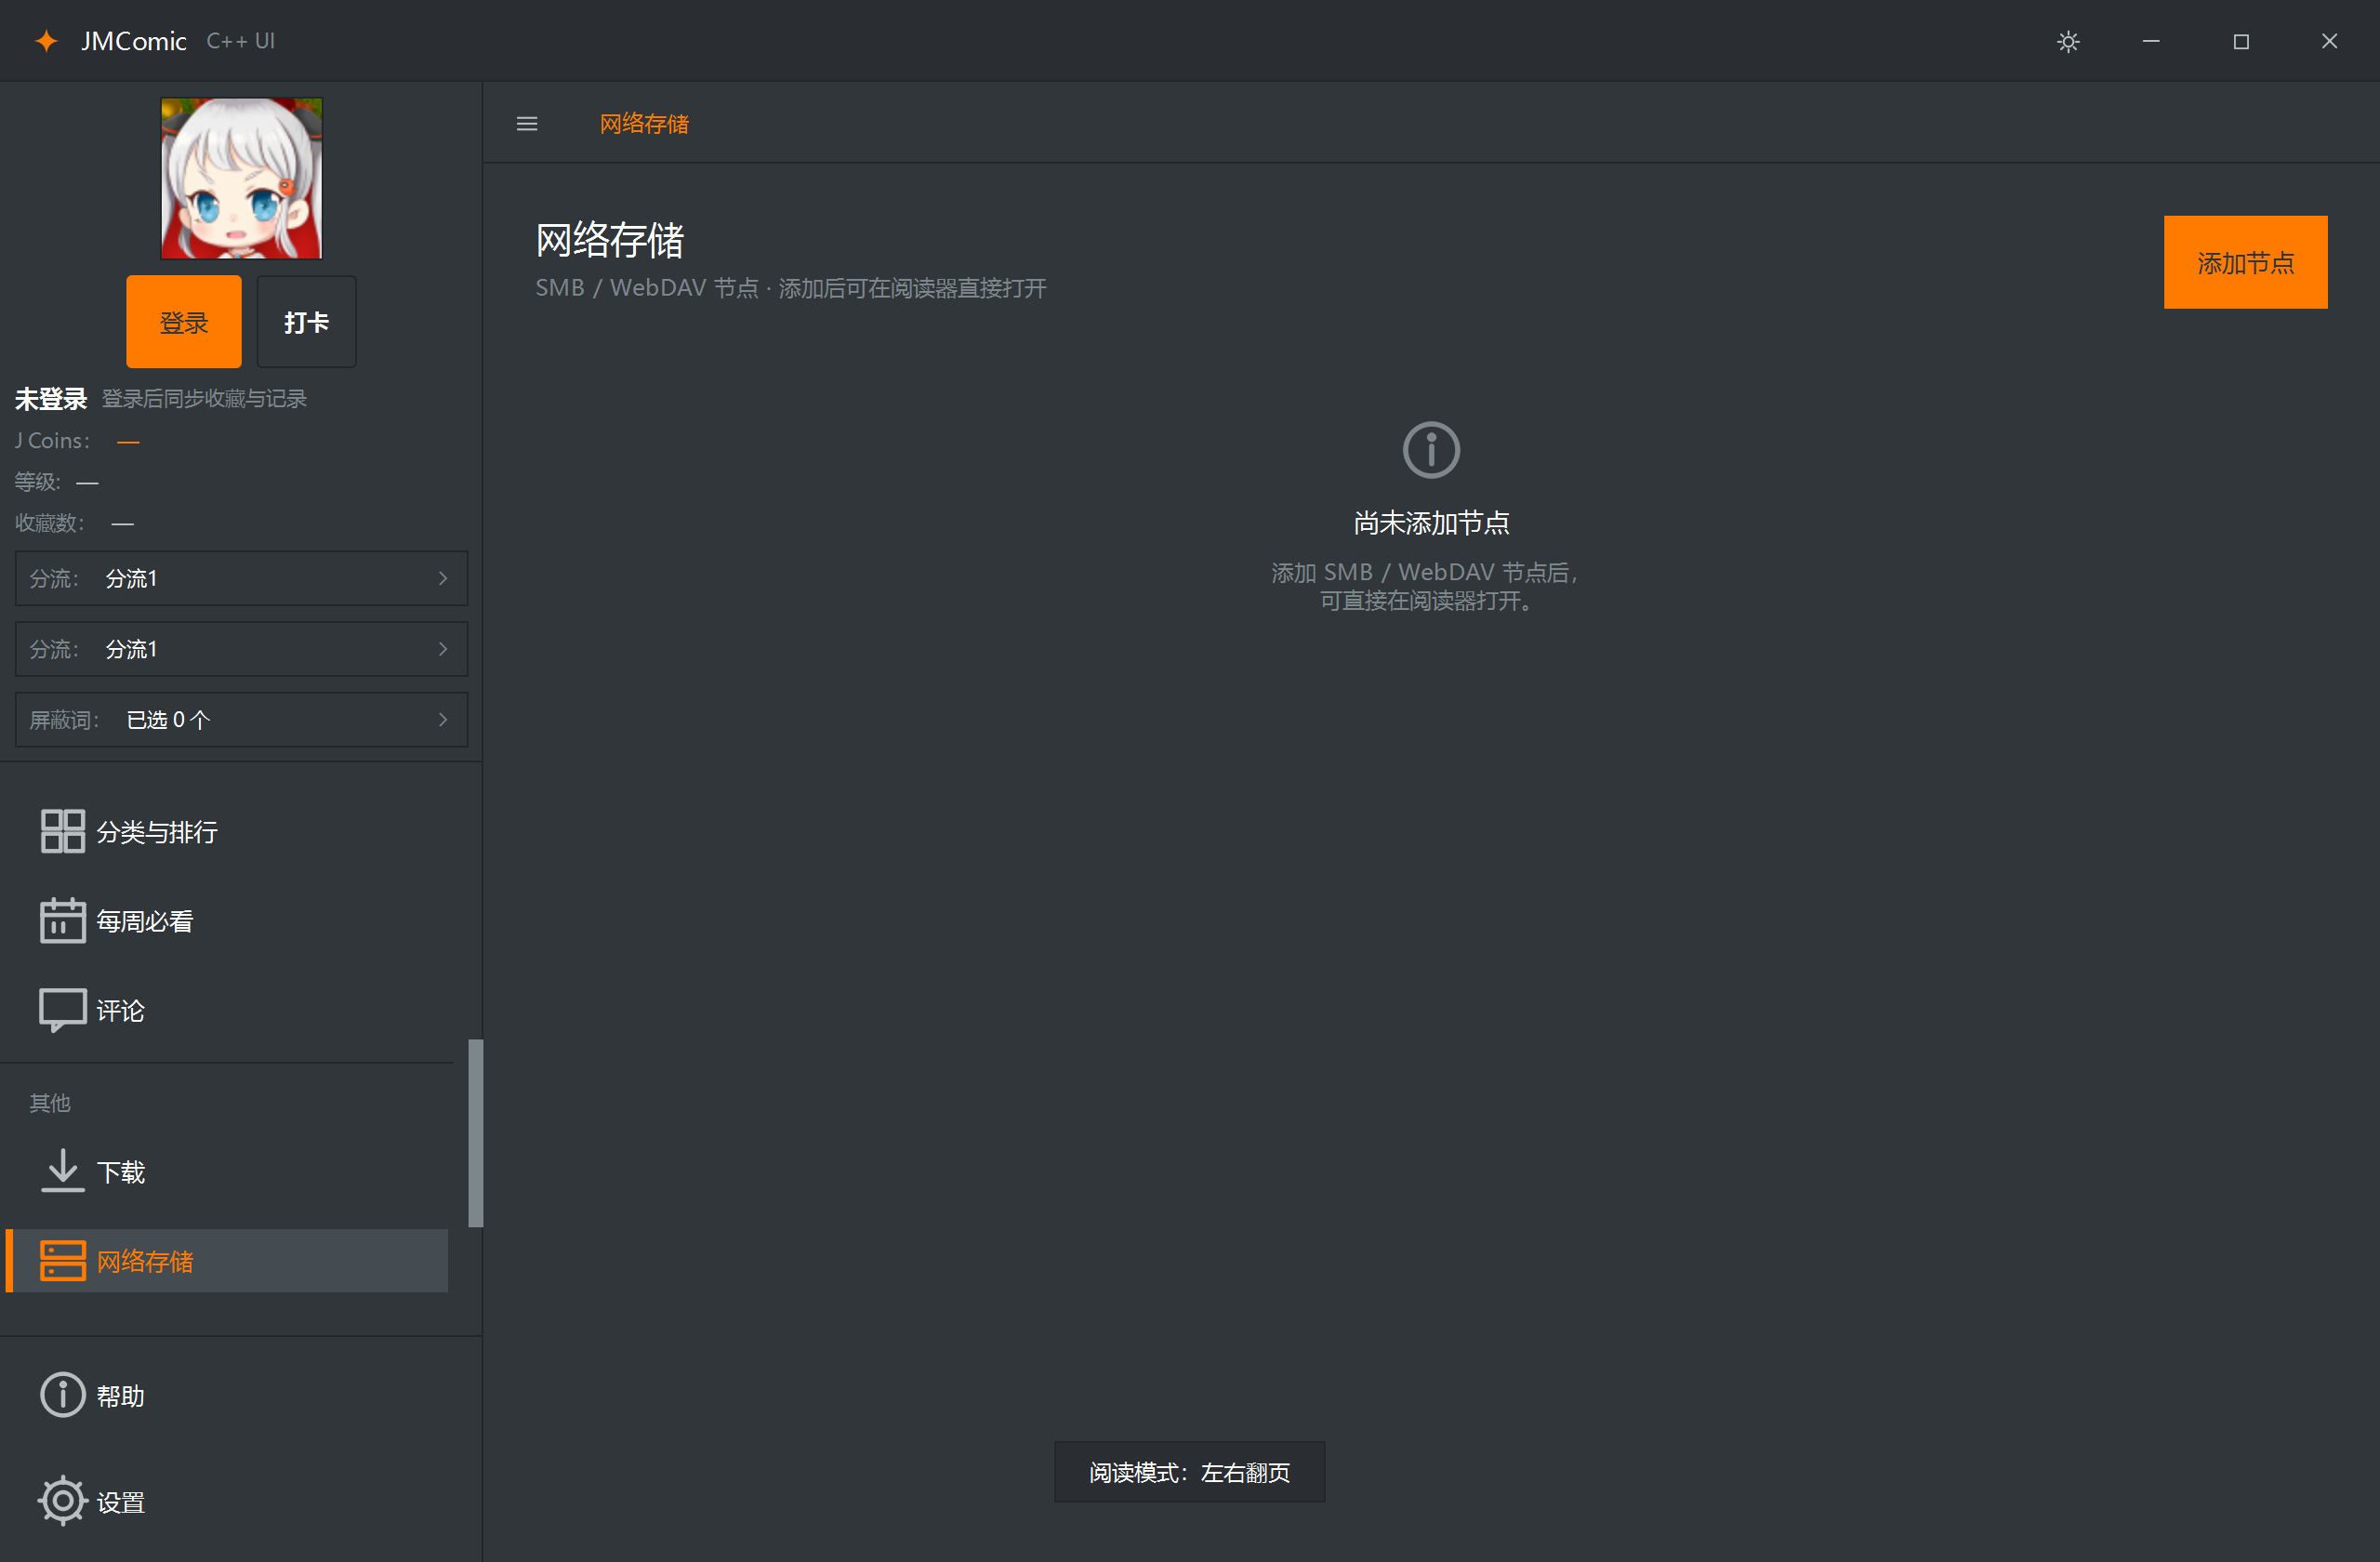 JMComic C++ UI
登录
打卡
未登录 登录后同步收藏与记录
J Coins: —
等级: —
收藏数: —
分流: 分流1
分流: 分流1
屏蔽词: 已选 0 个
分类与排行
每周必看
评论
其他
下载
网络存储
帮助
设置
网络存储
网络存储
SMB / WebDAV 节点 · 添加后可在阅读器直接打开
添加节点
尚未添加节点
添加 SMB / WebDAV 节点后,
可直接在阅读器打开。
阅读模式: 左右翻页